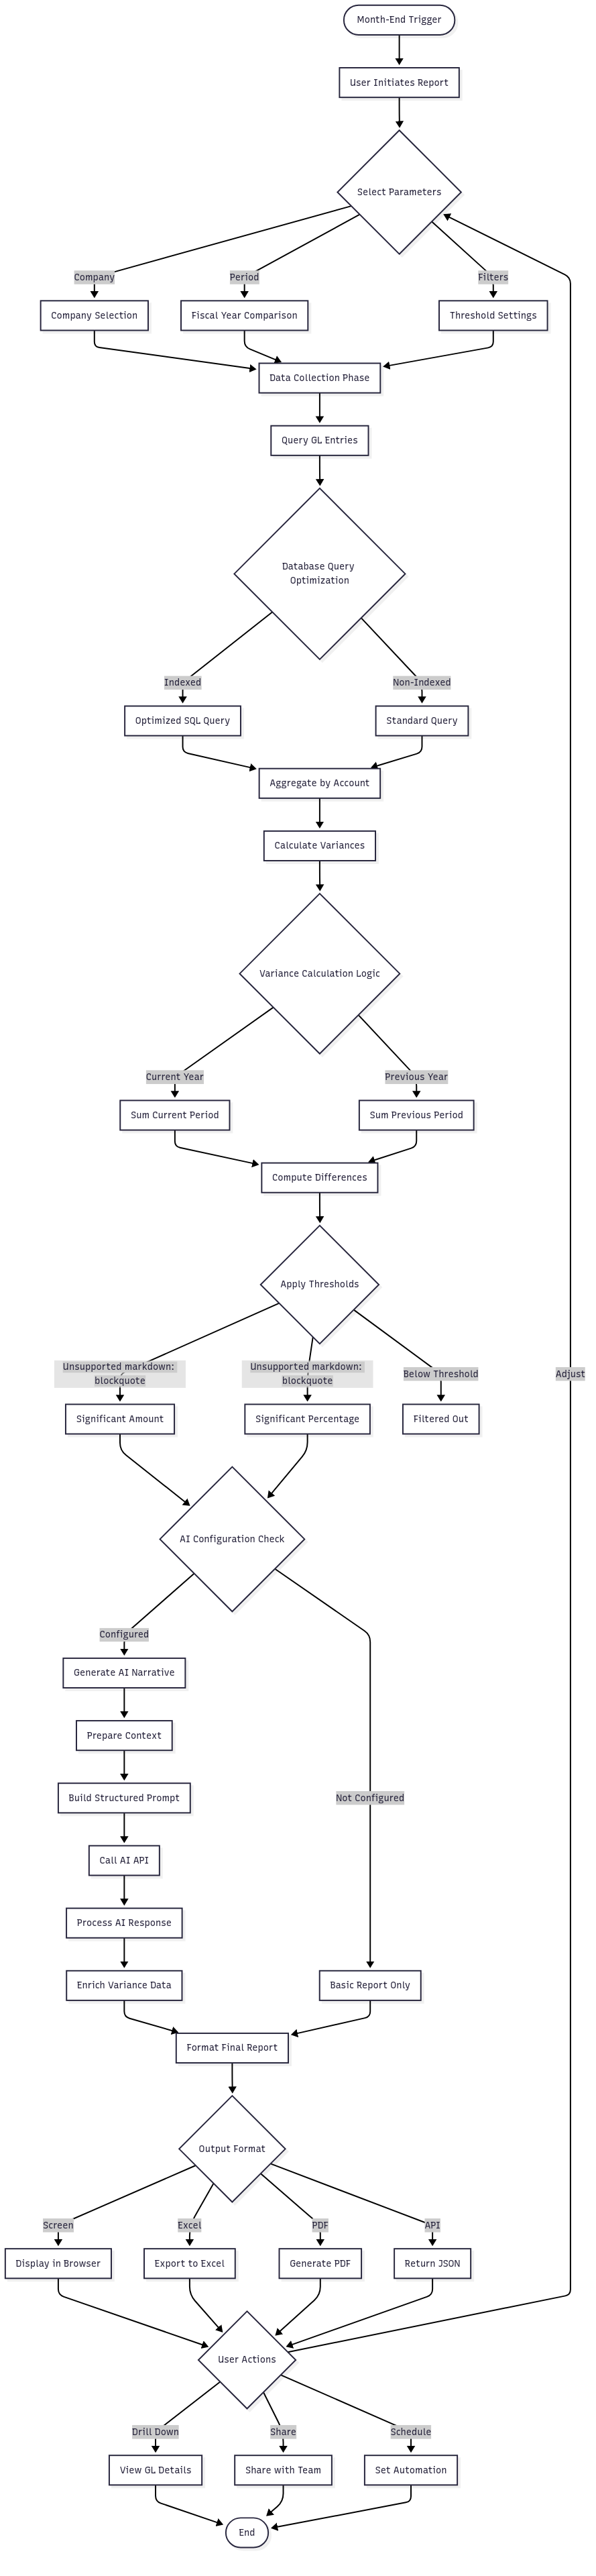 Month-End Trigger
User Initiates Report
Select Parameters
Company
Period
Filters
Company Selection
Fiscal Year Comparison
Threshold Settings
Data Collection Phase
Query GL Entries
Database Query
Optimization
Indexed
Non-Indexed
Optimized SQL Query
Standard Query
Aggregate by Account
Calculate Variances
Variance Calculation Logic
Current Year
Previous Year
Sum Current Period
Sum Previous Period
Compute Differences
Apply Thresholds
Unsupported markdown:
blockquote
Unsupported markdown:
blockquote
Below Threshold
Adjust
Significant Amount
Significant Percentage
Filtered Out
AI Configuration Check
Configured
Generate AI Narrative
Prepare Context
Build Structured Prompt
Not Configured
Call AI API
Process AI Response
Enrich Variance Data
Basic Report Only
Format Final Report
Output Format
Screen
Excel
PDF
API
Display in Browser
Export to Excel
Generate PDF
Return JSON
User Actions
Drill Down
Share
Schedule
View GL Details
Share with Team
Set Automation
End